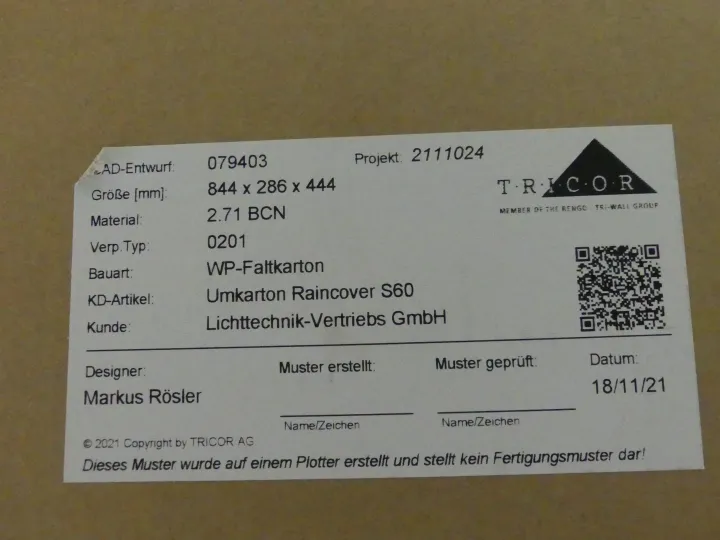 CAD-Entwurf: 079403 Projekt: 2111024
Größe [mm]: 844 x 286 x 444
T·R·I·C·O·R
MEMBER OF THE RENGO TRI-WALL GROUP
Material: 2.71 BCN
Verp.Typ: 0201
Bauart: WP-Faltkarton
KD-Artikel: Umkarton Raincover S60
Kunde: Lichttechnik-Vertriebs GmbH
Designer: Muster erstellt: Muster geprüft: Datum:
Markus Rösler 18/11/21
Name/Zeichen Name/Zeichen
© 2021 Copyright by TRICOR AG
Dieses Muster wurde auf einem Plotter erstellt und stellt kein Fertigungsmuster dar!